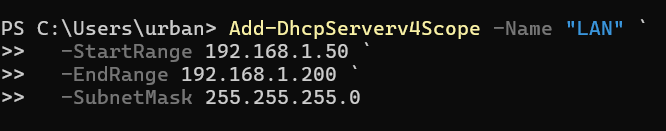 PS C:\Users\urban> Add-DhcpServerv4Scope -Name "LAN" `
>>   -StartRange 192.168.1.50 `
>>   -EndRange 192.168.1.200 `
>>   -SubnetMask 255.255.255.0